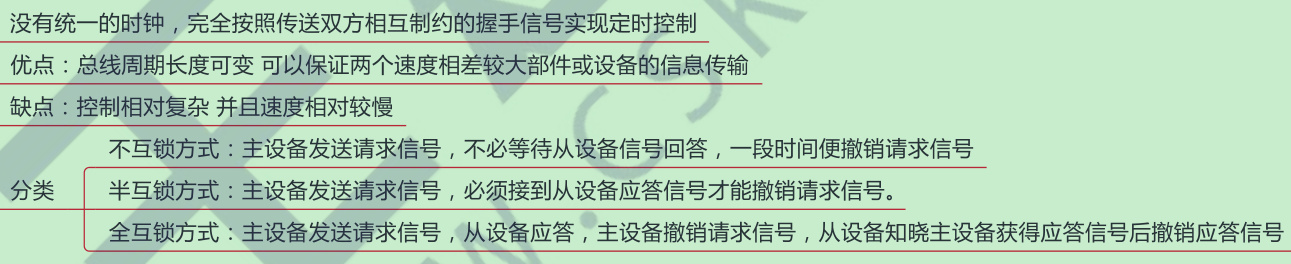 没有统一的时钟，完全按照传送双方相互制约的握手信号实现定时控制
优点：总线周期长度可变 可以保证两个速度相差较大部件或设备的信息传输
缺点：控制相对复杂 并且速度相对较慢
不互锁方式：主设备发送请求信号，不必等待从设备信号回答，一段时间便撤销请求信号
分类
半互锁方式：主设备发送请求信号，必须接到从设备应答信号才能撤销请求信号。
全互锁方式：主设备发送请求信号，从设备应答，主设备撤销请求信号，从设备知晓主设备获得应答信号后撤销应答信号